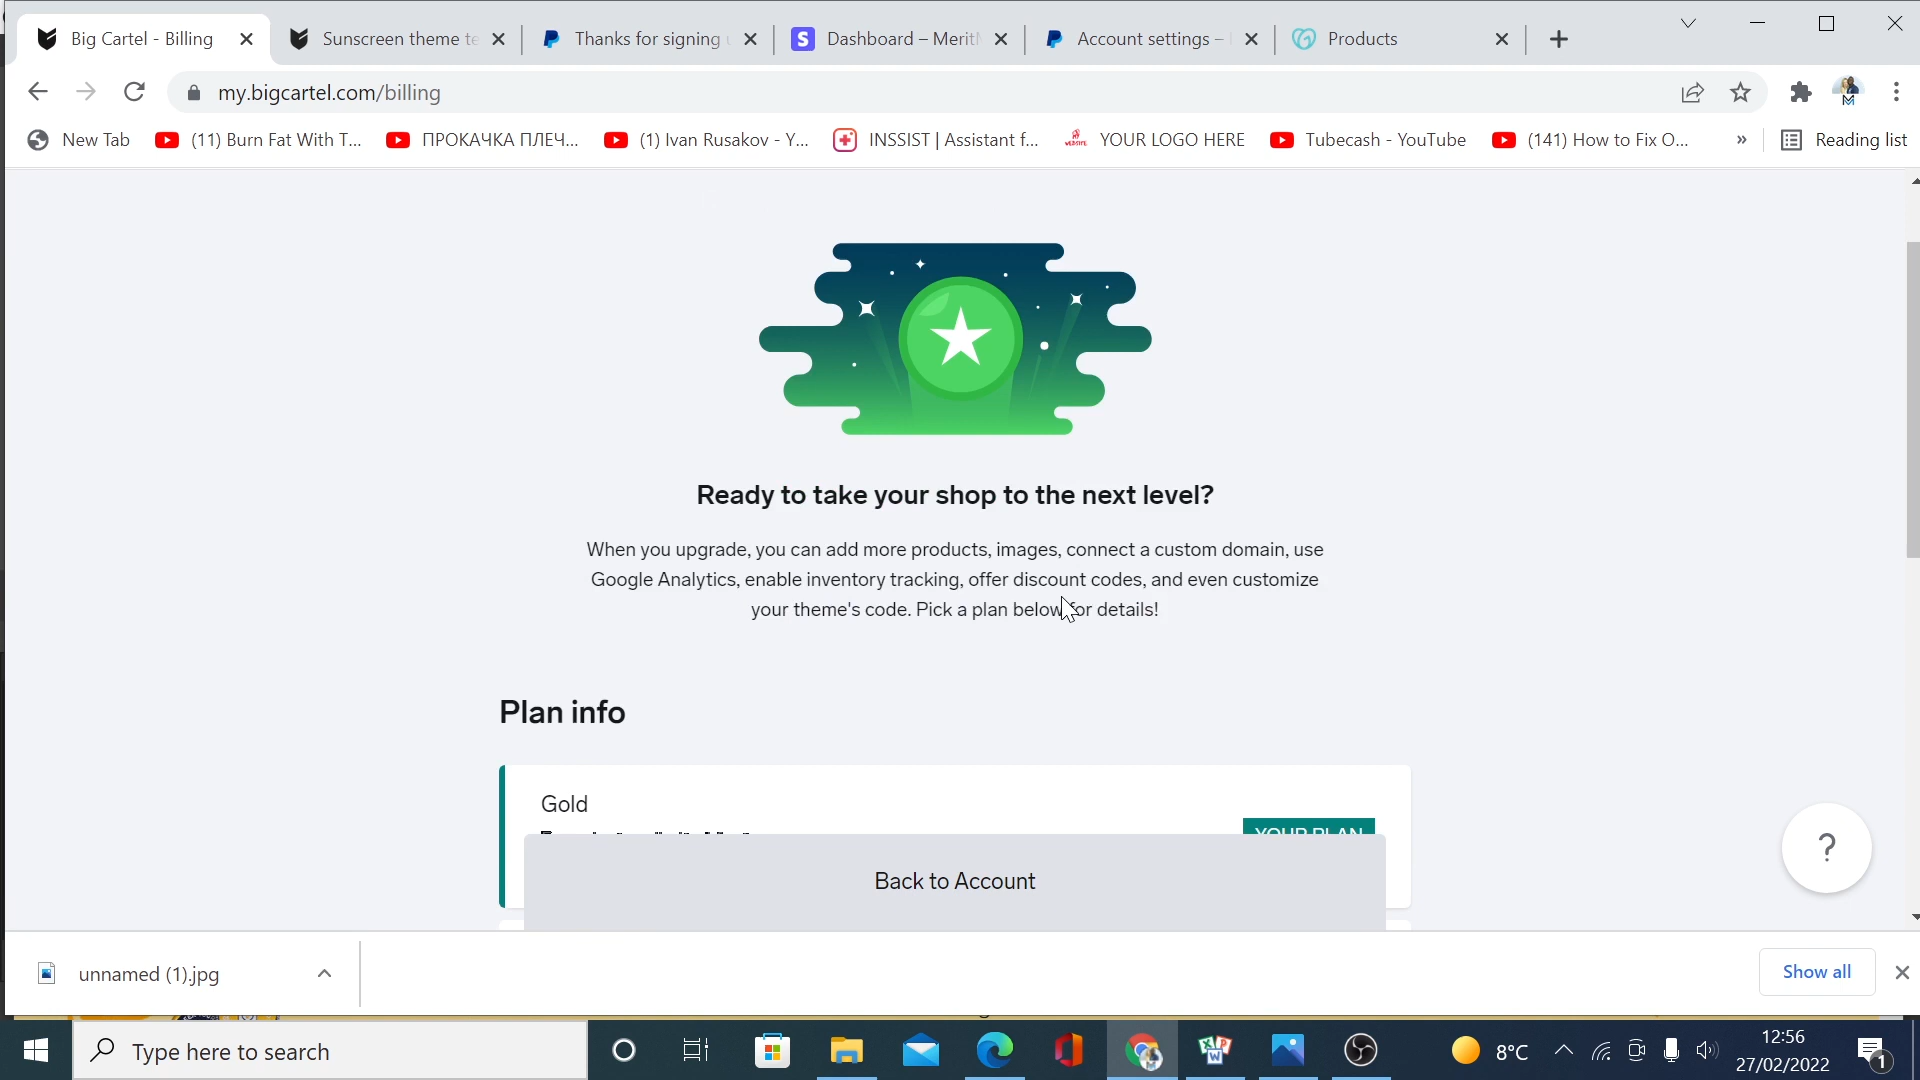 Big Cartel - Billing
Sunscreen theme te
Thanks for signing u
Dashboard – Merit
Account settings –
Products
my.bigcartel.com/billing
New Tab
(11) Burn Fat With T...
ПРОКАЧКА ПЛЕЧ...
(1) Ivan Rusakov - Y...
INSSIST | Assistant f...
YOUR LOGO HERE
Tubecash - YouTube
(141) How to Fix O...
»
Reading list
Ready to take your shop to the next level?
When you upgrade, you can add more products, images, connect a custom domain, use
Google Analytics, enable inventory tracking, offer discount codes, and even customize
your theme's code. Pick a plan below for details!
Plan info
Gold
YOUR PLAN
Back to Account
?
unnamed (1).jpg
Show all
Type here to search
8°C
12:56
27/02/2022
1